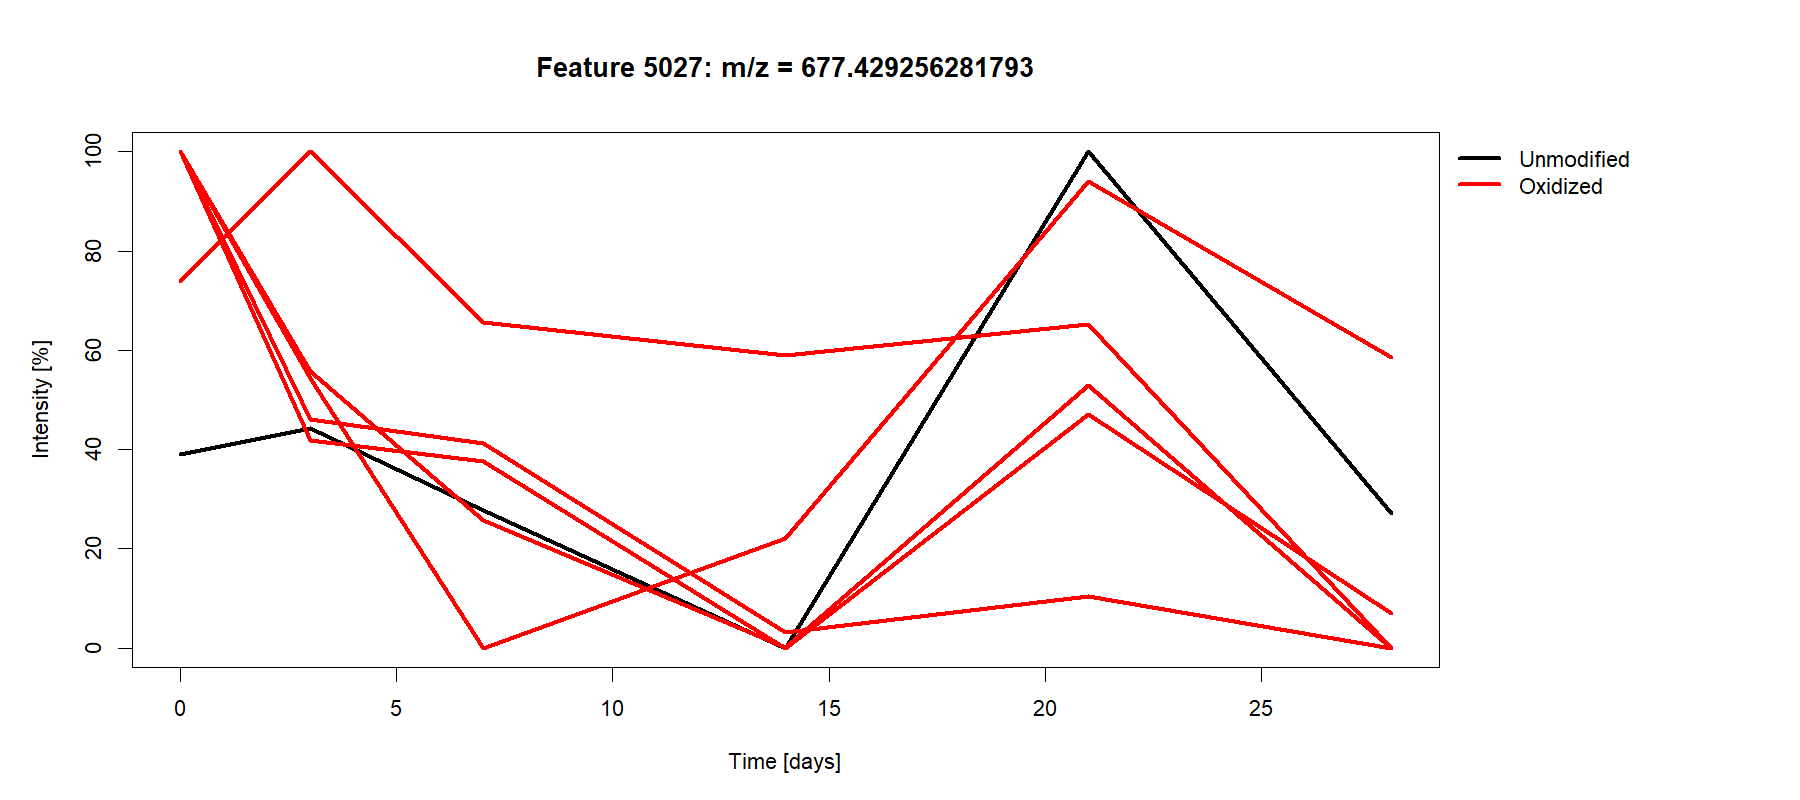 Feature 5027: m/z = 677.429256281793
Unmodified
Oxidized
Intensity [%]
100
80
60
40
20
0
0 5 10 15 20 25
Time [days]